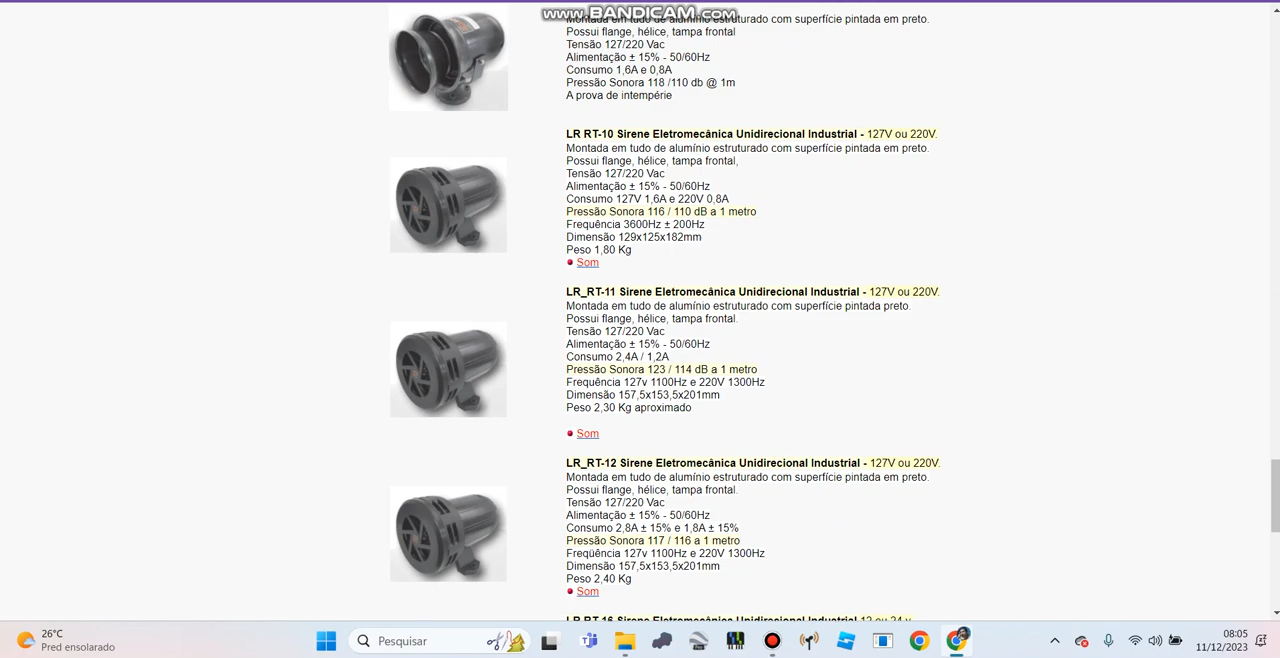 www.BANDICAM.com
Montada em tudo de alumínio estruturado com superfície pintada em preto.
Possui flange, hélice, tampa frontal
Tensão 127/220 Vac
Alimentação ± 15% - 50/60Hz
Consumo 1,6A e 0,8A
Pressão Sonora 118 /110 db @ 1m
A prova de intempérie
LR RT-10 Sirene Eletromecânica Unidirecional Industrial - 127V ou 220V.
Montada em tudo de alumínio estruturado com superfície pintada em preto.
Possui flange, hélice, tampa frontal,
Tensão 127/220 Vac
Alimentação ± 15% - 50/60Hz
Consumo 127V 1,6A e 220V 0,8A
Pressão Sonora 116 / 110 dB a 1 metro
Frequência 3600Hz ± 200Hz
Dimensão 129x125x182mm
Peso 1,80 Kg
Som
LR_RT-11 Sirene Eletromecânica Unidirecional Industrial - 127V ou 220V.
Montada em tudo de alumínio estruturado com superfície pintada preto.
Possui flange, hélice, tampa frontal.
Tensão 127/220 Vac
Alimentação ± 15% - 50/60Hz
Consumo 2,4A / 1,2A
Pressão Sonora 123 / 114 dB a 1 metro
Frequência 127v 1100Hz e 220V 1300Hz
Dimensão 157,5x153,5x201mm
Peso 2,30 Kg aproximado
Som
LR_RT-12 Sirene Eletromecânica Unidirecional Industrial - 127V ou 220V.
Montada em tudo de alumínio estruturado com superfície pintada em preto.
Possui flange, hélice, tampa frontal.
Tensão 127/220 Vac
Alimentação ± 15% - 50/60Hz
Consumo 2,8A ± 15% e 1,8A ± 15%
Pressão Sonora 117 / 116 a 1 metro
Freqüência 127v 1100Hz e 220V 1300Hz
Dimensão 157,5x153,5x201mm
Peso 2,40 Kg
Som
LR RT-16 Sirene Eletromecânica Unidirecional Industrial 12 ou 24 v
26°C
Pred ensolarado
Pesquisar
08:05
11/12/2023